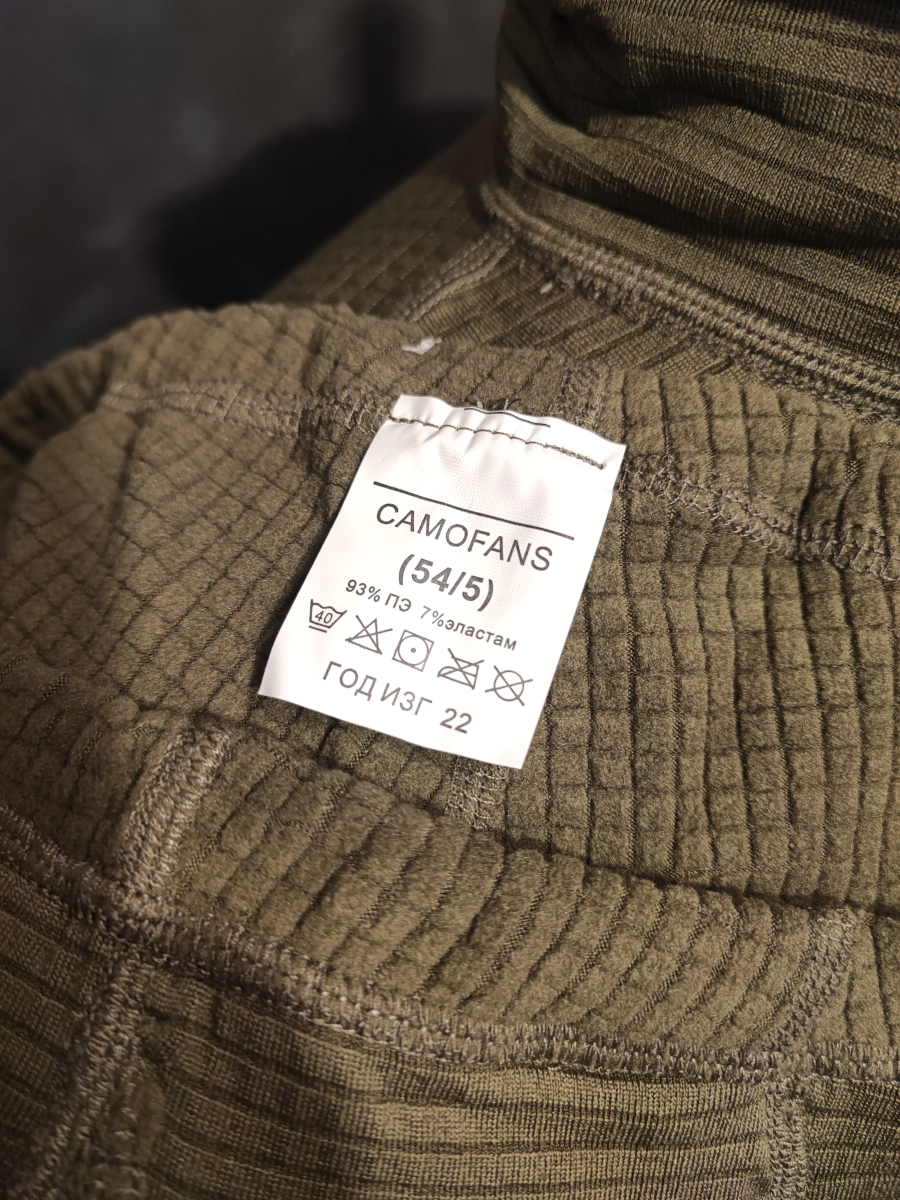 CAMOFANS
(54/5)
93% ПЭ 7%эластам
40
ГОД ИЗГ 22